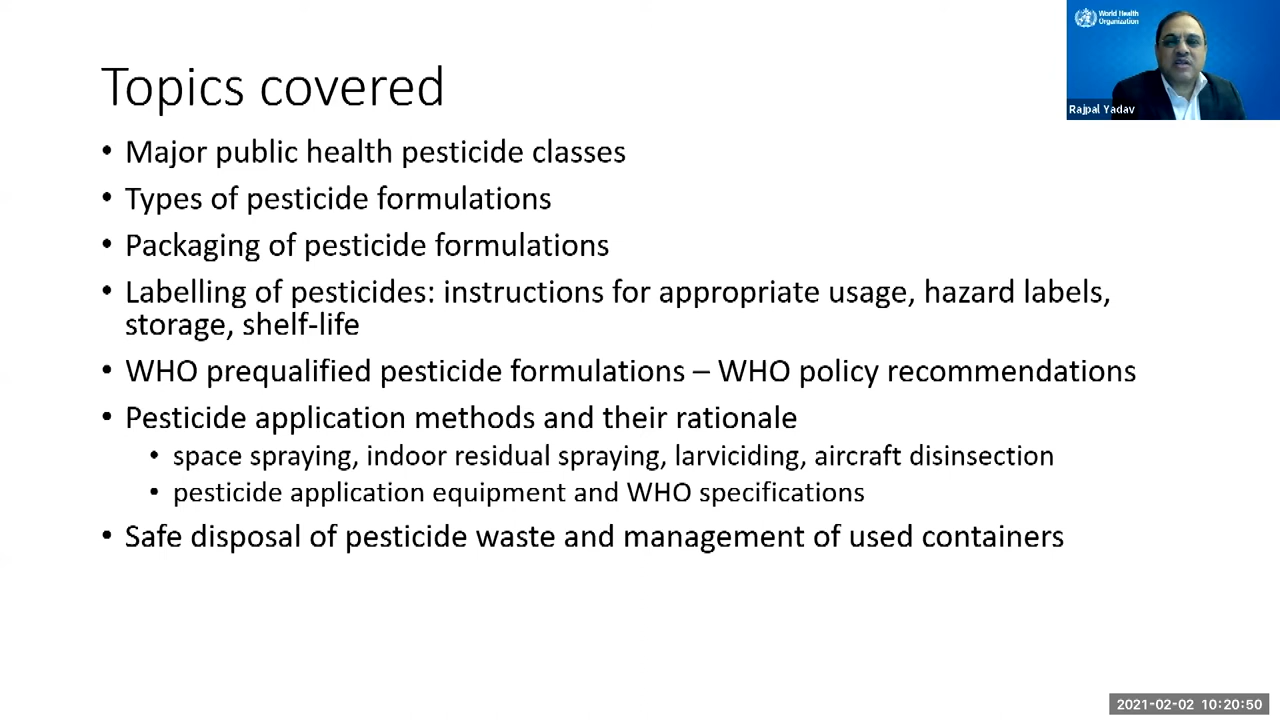 World Health
Organization
Rajpal Yadav
Topics covered
• Major public health pesticide classes
• Types of pesticide formulations
• Packaging of pesticide formulations
• Labelling of pesticides: instructions for appropriate usage, hazard labels,
storage, shelf-life
• WHO prequalified pesticide formulations – WHO policy recommendations
• Pesticide application methods and their rationale
• space spraying, indoor residual spraying, larviciding, aircraft disinsection
• pesticide application equipment and WHO specifications
• Safe disposal of pesticide waste and management of used containers
2021-02-02 10:20:50